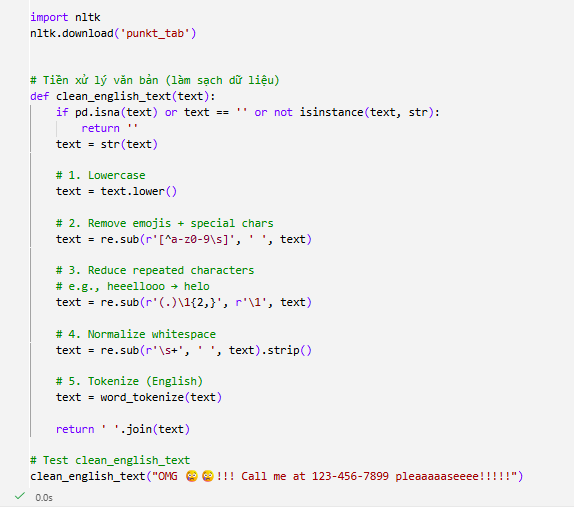 import nltk
nltk.download('punkt_tab')
# Tiền xử lý văn bản (làm sạch dữ liệu)
def clean_english_text(text):
    if pd.isna(text) or text == '' or not isinstance(text, str):
        return ''
    text = str(text)
    # 1. Lowercase
    text = text.lower()
    # 2. Remove emojis + special chars
    text = re.sub(r'[^a-z0-9\s]', ' ', text)
    # 3. Reduce repeated characters
    # e.g., heeellooo → helo
    text = re.sub(r'(.)\1{2,}', r'\1', text)
    # 4. Normalize whitespace
    text = re.sub(r'\s+', ' ', text).strip()
    # 5. Tokenize (English)
    text = word_tokenize(text)
    return ' '.join(text)
# Test clean_english_text
clean_english_text("OMG 🤪🤪!!! Call me at 123-456-7899 pleaaaaaseeee!!!!!")
0.0s